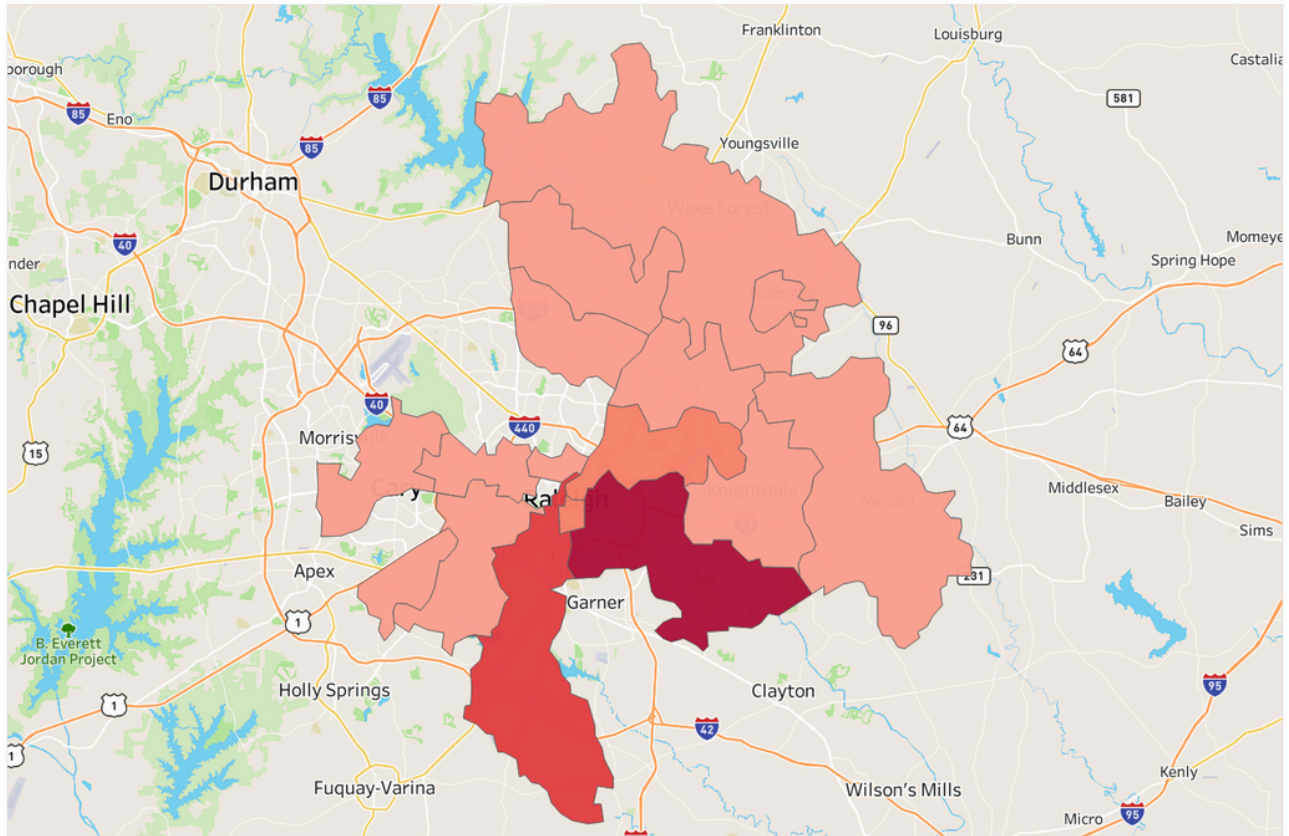 Franklinton
Louisburg
Castalia
borough
85
85
581
Eno
85
Youngsville
Durham
Wake Forest
40
Bunn
Momeye
nder
Spring Hope
Chapel Hill
96
64
40
64
440
Morrisville
15
Cary
Raleigh
Knightdale
Wendell
Middlesex
Bailey
Sims
Apex
231
Garner
1
B. Everett
Jordan Project
Holly Springs
Clayton
95
1
42
1
Fuquay-Varina
Wilson's Mills
Kenly
Micro
95